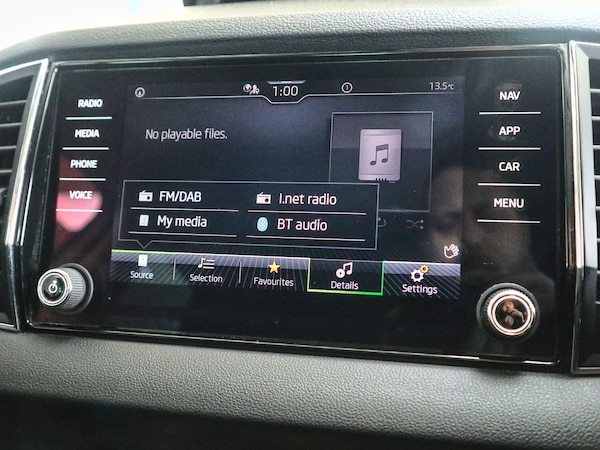 RADIO
MEDIA
PHONE
VOICE
1:00
13.5°C
No playable files.
FM/DAB
I.net radio
My media
BT audio
Source
Selection
Favourites
Details
Settings
NAV
APP
CAR
MENU